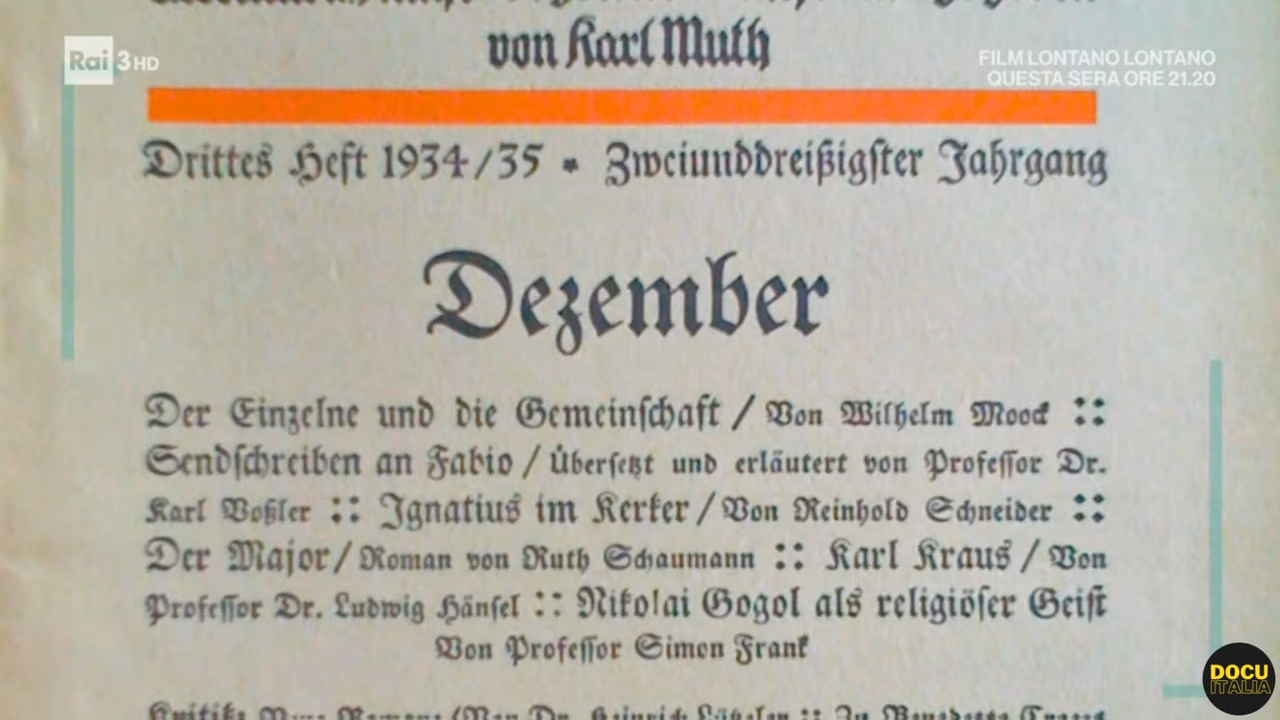 von Karl Muth
Rai 3 HD
FILM LONTANO LONTANO
QUESTA SERA ORE 21.20
Drittes Heft 1934/35 * Zweiunddreißigster Jahrgang
Dezember
Der Einzelne und die Gemeinschaft / Von Wilhelm Moock ::
Sendschreiben an Fabio / Übersetzt und erläutert von Professor Dr.
Karl Voßler :: Ignatius im Kerker / Von Reinhold Schneider ::
Der Major / Roman von Ruth Schaumann :: Karl Kraus / Von
Professor Dr. Ludwig Hänsel :: Nikolai Gogol als religiöser Geist
Von Professor Simon Frank
DOCU
ITALIA